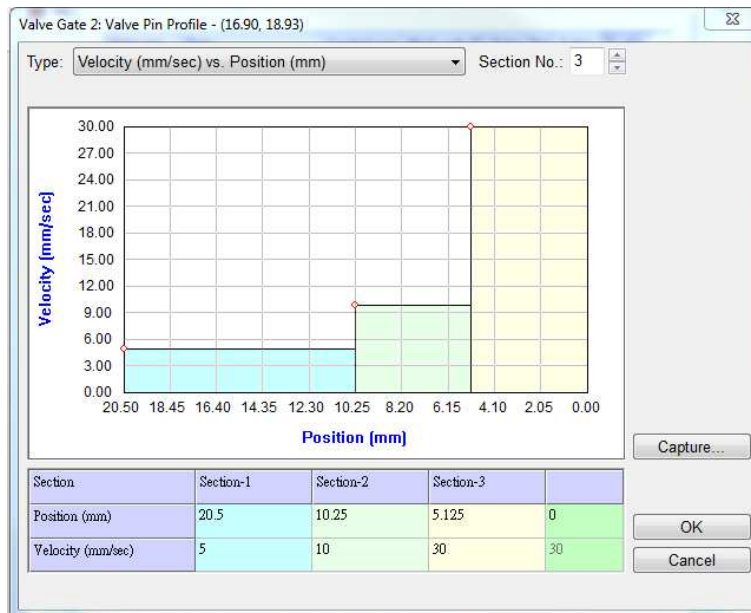 Valve Gate 2: Valve Pin Profile - (16.90, 18.93)
Type: Velocity (mm/sec) vs. Position (mm) Section No.: 3
30.00
27.00
24.00
21.00
18.00
15.00
12.00
9.00
6.00
3.00
0.00
Velocity (mm/sec)
20.50 18.45 16.40 14.35 12.30 10.25 8.20 6.15 4.10 2.05 0.00
Position (mm)
Capture...
Section Section-1 Section-2 Section-3
Position (mm) 20.5 10.25 5.125 0
Velocity (mm/sec) 5 10 30 30
OK
Cancel